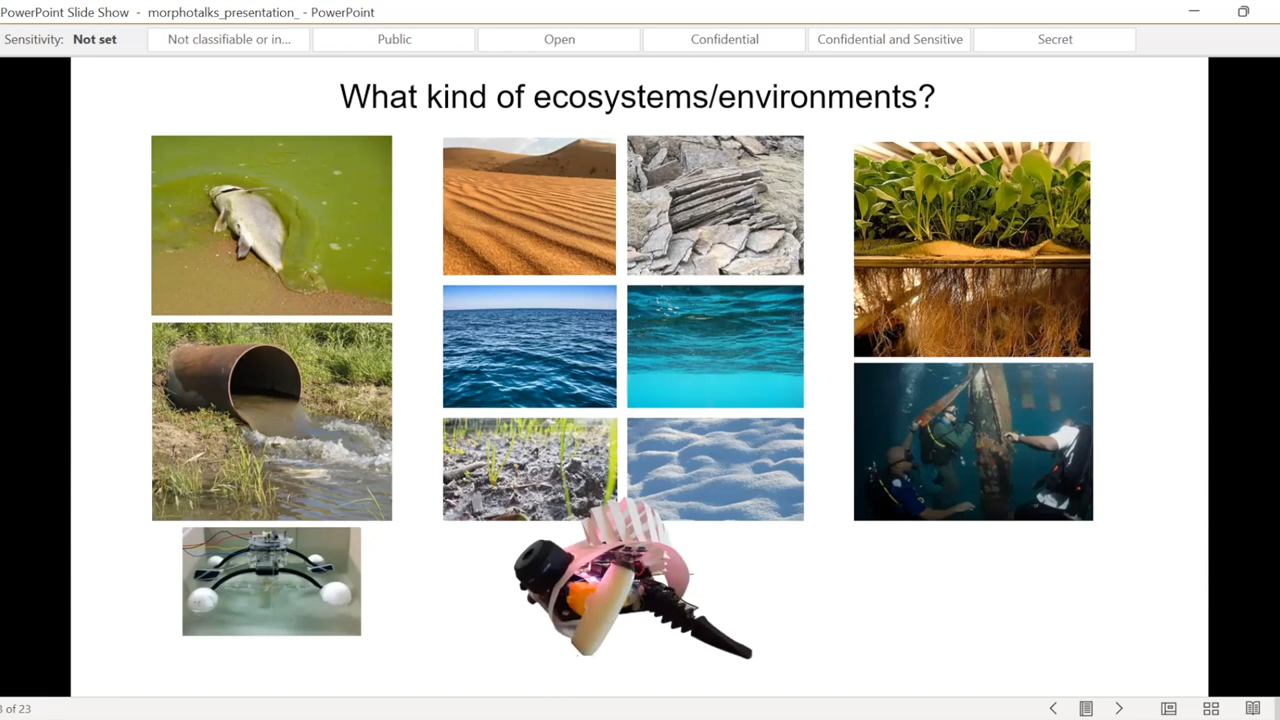 PowerPoint Slide Show - morphotalks_presentation_ - PowerPoint
Sensitivity: Not set
Not classifiable or in...
Public
Open
Confidential
Confidential and Sensitive
Secret
What kind of ecosystems/environments?
of 23